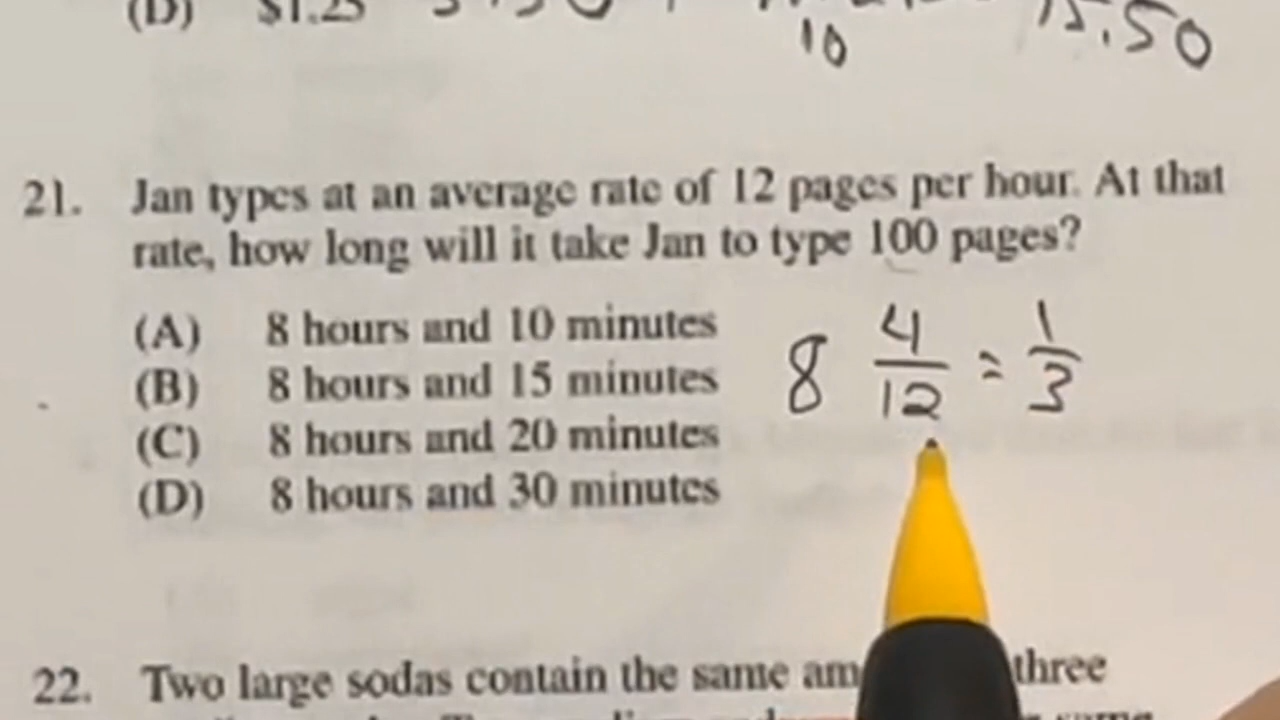 (D) $1.25
10
15.50
21. Jan types at an average rate of 12 pages per hour. At that
rate, how long will it take Jan to type 100 pages?
(A) 8 hours and 10 minutes
(B) 8 hours and 15 minutes
(C) 8 hours and 20 minutes
(D) 8 hours and 30 minutes
8 4/12 = 1/3
22. Two large sodas contain the same three